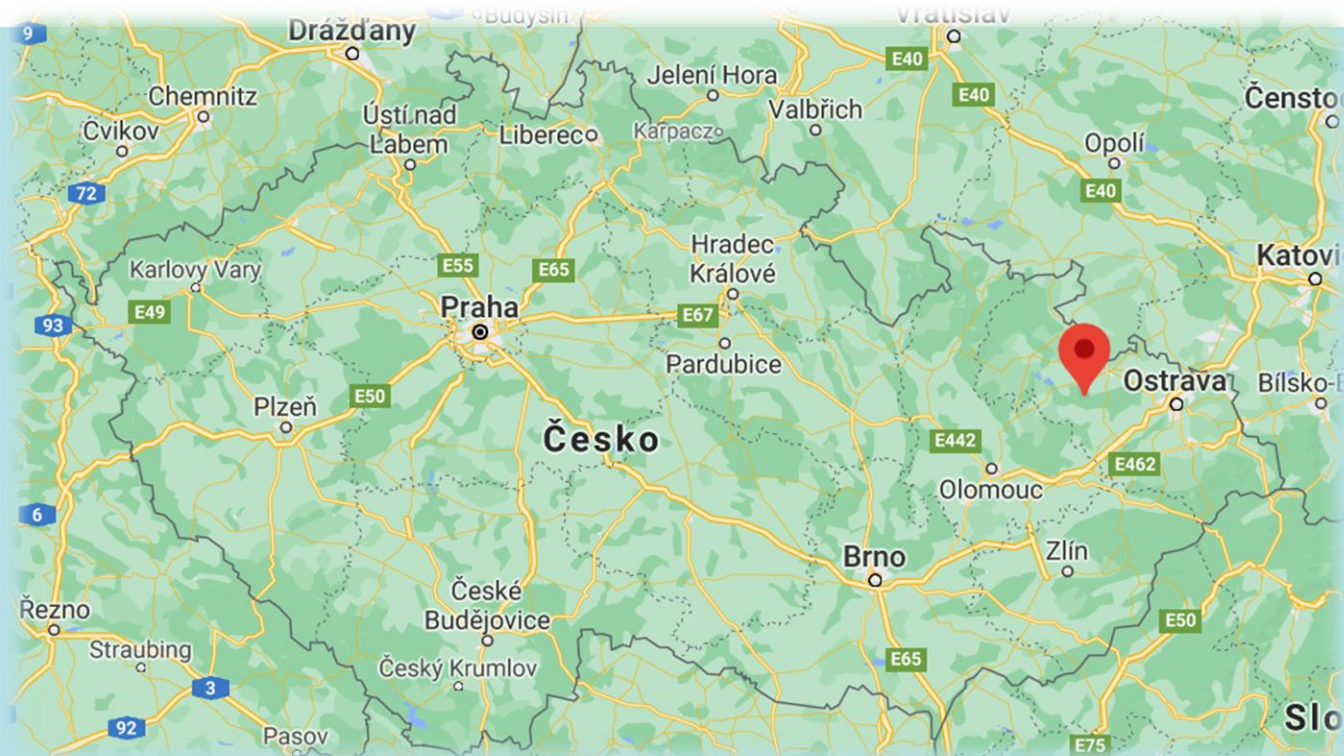 9
Budyšín
Vratislav
Drážďany
E40
Jelení Hora
E40
Chemnitz
Valbřich
Čensto
Ústí nad
Labem
Liberec
Karpacz
Cvikov
Opolí
72
E40
Hradec
Králové
Katovi
E55
E65
Karlovy Vary
E49
Praha
E67
93
Pardubice
Ostrava
Bílsko-B
E50
Plzeň
Česko
E442
E462
Olomouc
6
Brno
Zlín
České
Budějovice
Řezno
E50
Straubing
Český Krumlov
E65
3
92
Pasov
Slo
E75